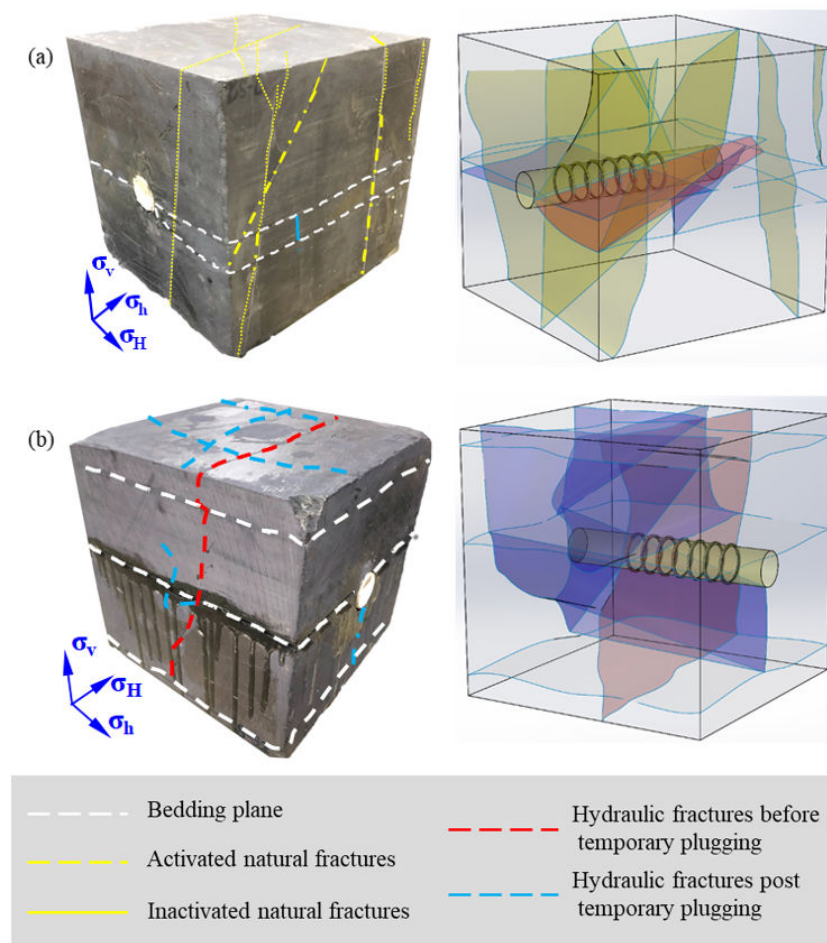 (a)
σv
σh
σH
(b)
σv
σH
σh
Bedding plane
Activated natural fractures
Inactivated natural fractures
Hydraulic fractures before
temporary plugging
Hydraulic fractures post
temporary plugging